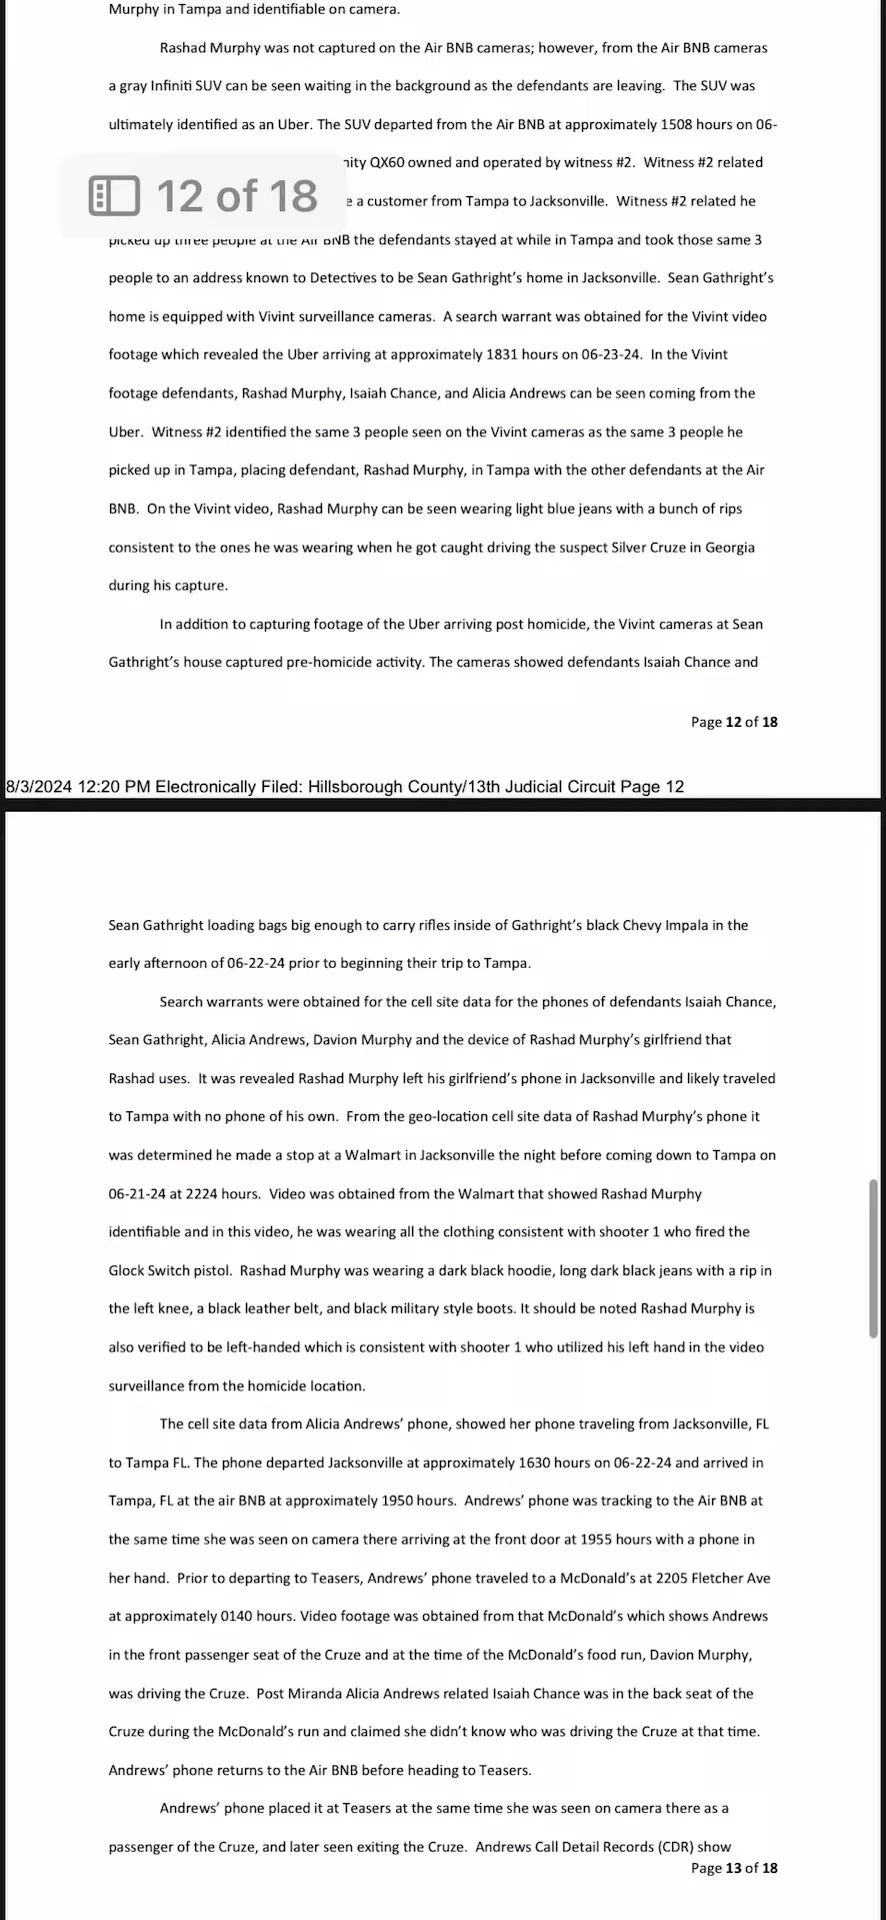 Murphy in Tampa and identifiable on camera.
Rashad Murphy was not captured on the Air BNB cameras; however, from the Air BNB cameras
a gray Infiniti SUV can be seen waiting in the background as the defendants are leaving.  The SUV was
ultimately identified as an Uber. The SUV departed from the Air BNB at approximately 1508 hours on 06-
QX60 owned and operated by witness #2.  Witness #2 related
12 of 18
a customer from Tampa to Jacksonville.  Witness #2 related he
picked up three people at the Air BNB the defendants stayed at while in Tampa and took those same 3
people to an address known to Detectives to be Sean Gathright's home in Jacksonville.  Sean Gathright's
home is equipped with Vivint surveillance cameras.  A search warrant was obtained for the Vivint video
footage which revealed the Uber arriving at approximately 1831 hours on 06-23-24.  In the Vivint
footage defendants, Rashad Murphy, Isaiah Chance, and Alicia Andrews can be seen coming from the
Uber.  Witness #2 identified the same 3 people seen on the Vivint cameras as the same 3 people he
picked up in Tampa, placing defendant, Rashad Murphy, in Tampa with the other defendants at the Air
BNB.  On the Vivint video, Rashad Murphy can be seen wearing light blue jeans with a bunch of rips
consistent to the ones he was wearing when he got caught driving the suspect Silver Cruze in Georgia
during his capture.
In addition to capturing footage of the Uber arriving post homicide, the Vivint cameras at Sean
Gathright's house captured pre-homicide activity. The cameras showed defendants Isaiah Chance and
Page 12 of 18
8/3/2024 12:20 PM Electronically Filed: Hillsborough County/13th Judicial Circuit Page 12
Sean Gathright loading bags big enough to carry rifles inside of Gathright's black Chevy Impala in the
early afternoon of 06-22-24 prior to beginning their trip to Tampa.
Search warrants were obtained for the cell site data for the phones of defendants Isaiah Chance,
Sean Gathright, Alicia Andrews, Davion Murphy and the device of Rashad Murphy's girlfriend that
Rashad uses.  It was revealed Rashad Murphy left his girlfriend's phone in Jacksonville and likely traveled
to Tampa with no phone of his own.  From the geo-location cell site data of Rashad Murphy's phone it
was determined he made a stop at a Walmart in Jacksonville the night before coming down to Tampa on
06-21-24 at 2224 hours.  Video was obtained from the Walmart that showed Rashad Murphy
identifiable and in this video, he was wearing all the clothing consistent with shooter 1 who fired the
Glock Switch pistol.  Rashad Murphy was wearing a dark black hoodie, long dark black jeans with a rip in
the left knee, a black leather belt, and black military style boots. It should be noted Rashad Murphy is
also verified to be left-handed which is consistent with shooter 1 who utilized his left hand in the video
surveillance from the homicide location.
The cell site data from Alicia Andrews' phone, showed her phone traveling from Jacksonville, FL
to Tampa FL. The phone departed Jacksonville at approximately 1630 hours on 06-22-24 and arrived in
Tampa, FL at the air BNB at approximately 1950 hours.  Andrews' phone was tracking to the Air BNB at
the same time she was seen on camera there arriving at the front door at 1955 hours with a phone in
her hand.  Prior to departing to Teasers, Andrews' phone traveled to a McDonald's at 2205 Fletcher Ave
at approximately 0140 hours. Video footage was obtained from that McDonald's which shows Andrews
in the front passenger seat of the Cruze and at the time of the McDonald's food run, Davion Murphy,
was driving the Cruze.  Post Miranda Alicia Andrews related Isaiah Chance was in the back seat of the
Cruze during the McDonald's run and claimed she didn't know who was driving the Cruze at that time.
Andrews' phone returns to the Air BNB before heading to Teasers.
Andrews' phone placed it at Teasers at the same time she was seen on camera there as a
passenger of the Cruze, and later seen exiting the Cruze.  Andrews Call Detail Records (CDR) show
Page 13 of 18